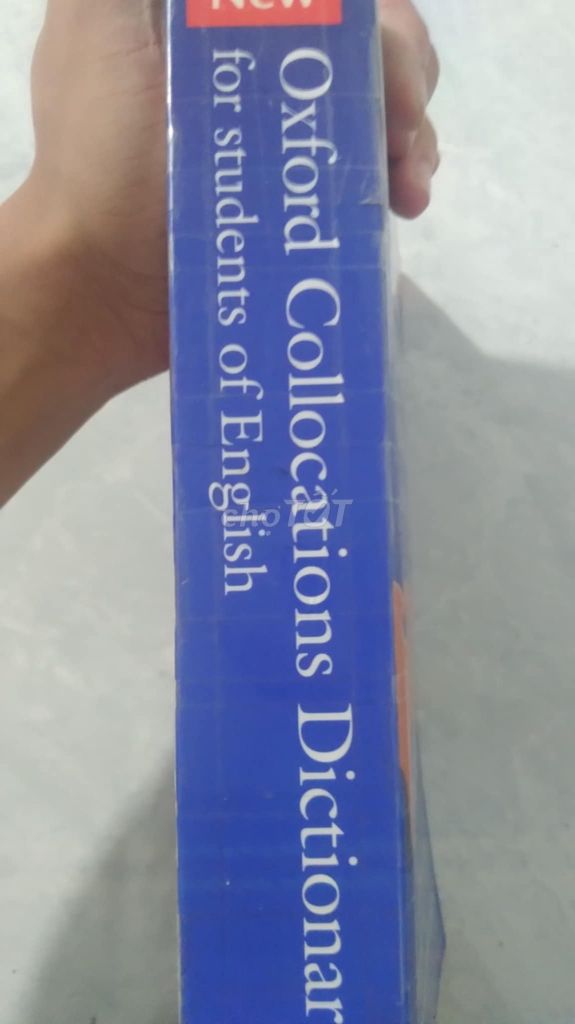 New
Oxford Collocations Dictionar
for students of English
chợTỐT